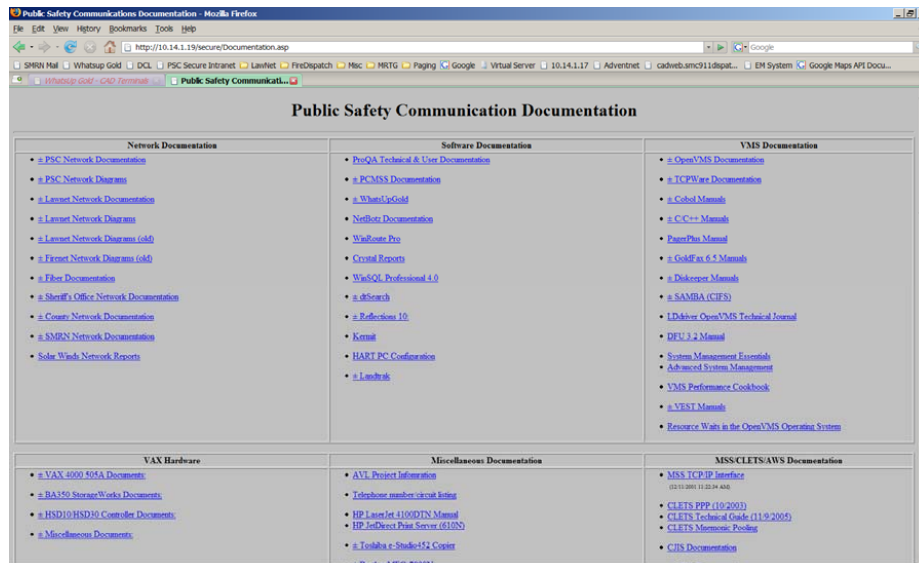 Public Safety Communications Documentation - Mozilla Firefox
File Edit View History Bookmarks Tools Help
http://10.14.1.19/secure/Documentation.asp
Google
SMRN Mail Whatsup Gold DCL PSC Secure Intranet LawNet FireDispatch Misc MRTG Paging Google Virtual Server 10.14.1.17 Adventnet cadweb.smc911dispat... EM System Google Maps API Docu...
WhatsUp Gold - CAD Terminals Public Safety Communicati...
Public Safety Communication Documentation
Network Documentation
± PSC Network Documentation
± PSC Network Diagrams
± Lawnet Network Documentation
± Lawnet Network Diagrams
± Lawnet Network Diagrams (old)
± Firenet Network Diagrams (old)
± Fiber Documentation
± Sheriff's Office Network Documentation
± County Network Documentation
± SMRN Network Documentation
Solar Winds Network Reports
Software Documentation
ProQA Technical & User Documentation
± PCMSS Documentation
± WhatsUpGold
NetBotz Documentation
WinRoute Pro
Crystal Reports
WinSQL Professional 4.0
± dtSearch
± Reflections 10:
Kermit
HART PC Configuration
± Landtrak
VMS Documentation
± OpenVMS Documentation
± TCPWare Documentation
± Cobol Manuals
± C/C++ Manuals
PagerPlus Manual
± GoldFax 6.5 Manuals
± Diskeeper Manuals
± SAMBA (CIFS)
LDdriver OpenVMS Technical Journal
DFU 3.2 Manual
System Management Essentials
Advanced System Management
VMS Performance Cookbook
± VEST Manuals
Resource Waits in the OpenVMS Operating System
VAX Hardware
± VAX 4000 505A Documents:
± BA350 StorageWorks Documents:
± HSD10/HSD30 Controller Documents:
± Miscellaneous Documents:
Miscellaneous Documentation
AVL Project Infomration
Telephone number/circuit listing
HP LaserJet 4100DTN Manual
HP JetDirect Print Server (610N)
± Toshiba e-Studio452 Copier
MSS/CLETS/AWS Documentation
MSS TCP/IP Interface
(12/11/2001 11:22:34 AM)
CLETS PPP (10/2003)
CLETS Technical Guide (11/9/2005)
CLETS Mnemonic Pooling
CJIS Documentation